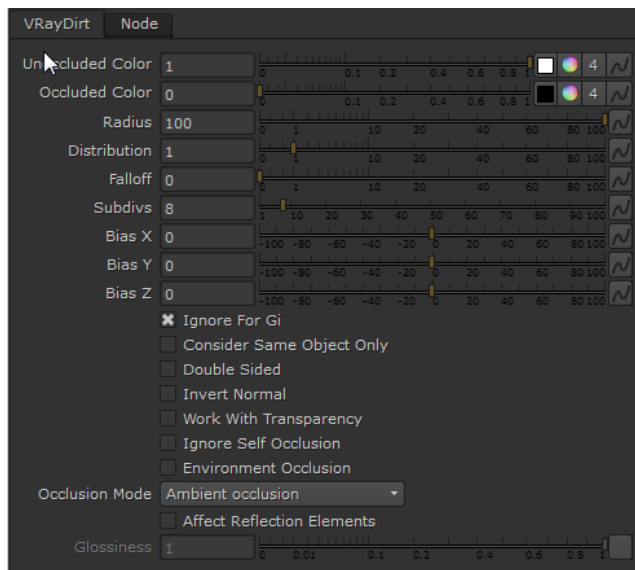 VRayDirt Node
Unoccluded Color 1 0 0.1 0.2 0.4 0.6 0.8 1 4
Occluded Color 0 0 0.1 0.2 0.4 0.6 0.8 1 4
Radius 100 0 1 10 20 40 60 80 100
Distribution 1 0 1 10 20 40 60 80 100
Falloff 0 0 1 10 20 40 60 80 100
Subdivs 8 1 10 20 30 40 50 60 70 80 90 100
Bias X 0 -100 -80 -60 -40 -20 0 20 40 60 80 100
Bias Y 0 -100 -80 -60 -40 -20 0 20 40 60 80 100
Bias Z 0 -100 -80 -60 -40 -20 0 20 40 60 80 100
Ignore For Gi
Consider Same Object Only
Double Sided
Invert Normal
Work With Transparency
Ignore Self Occlusion
Environment Occlusion
Occlusion Mode Ambient occlusion
Affect Reflection Elements
Glossiness 1 0 0.01 0.1 0.2 0.4 0.6 0.8 1